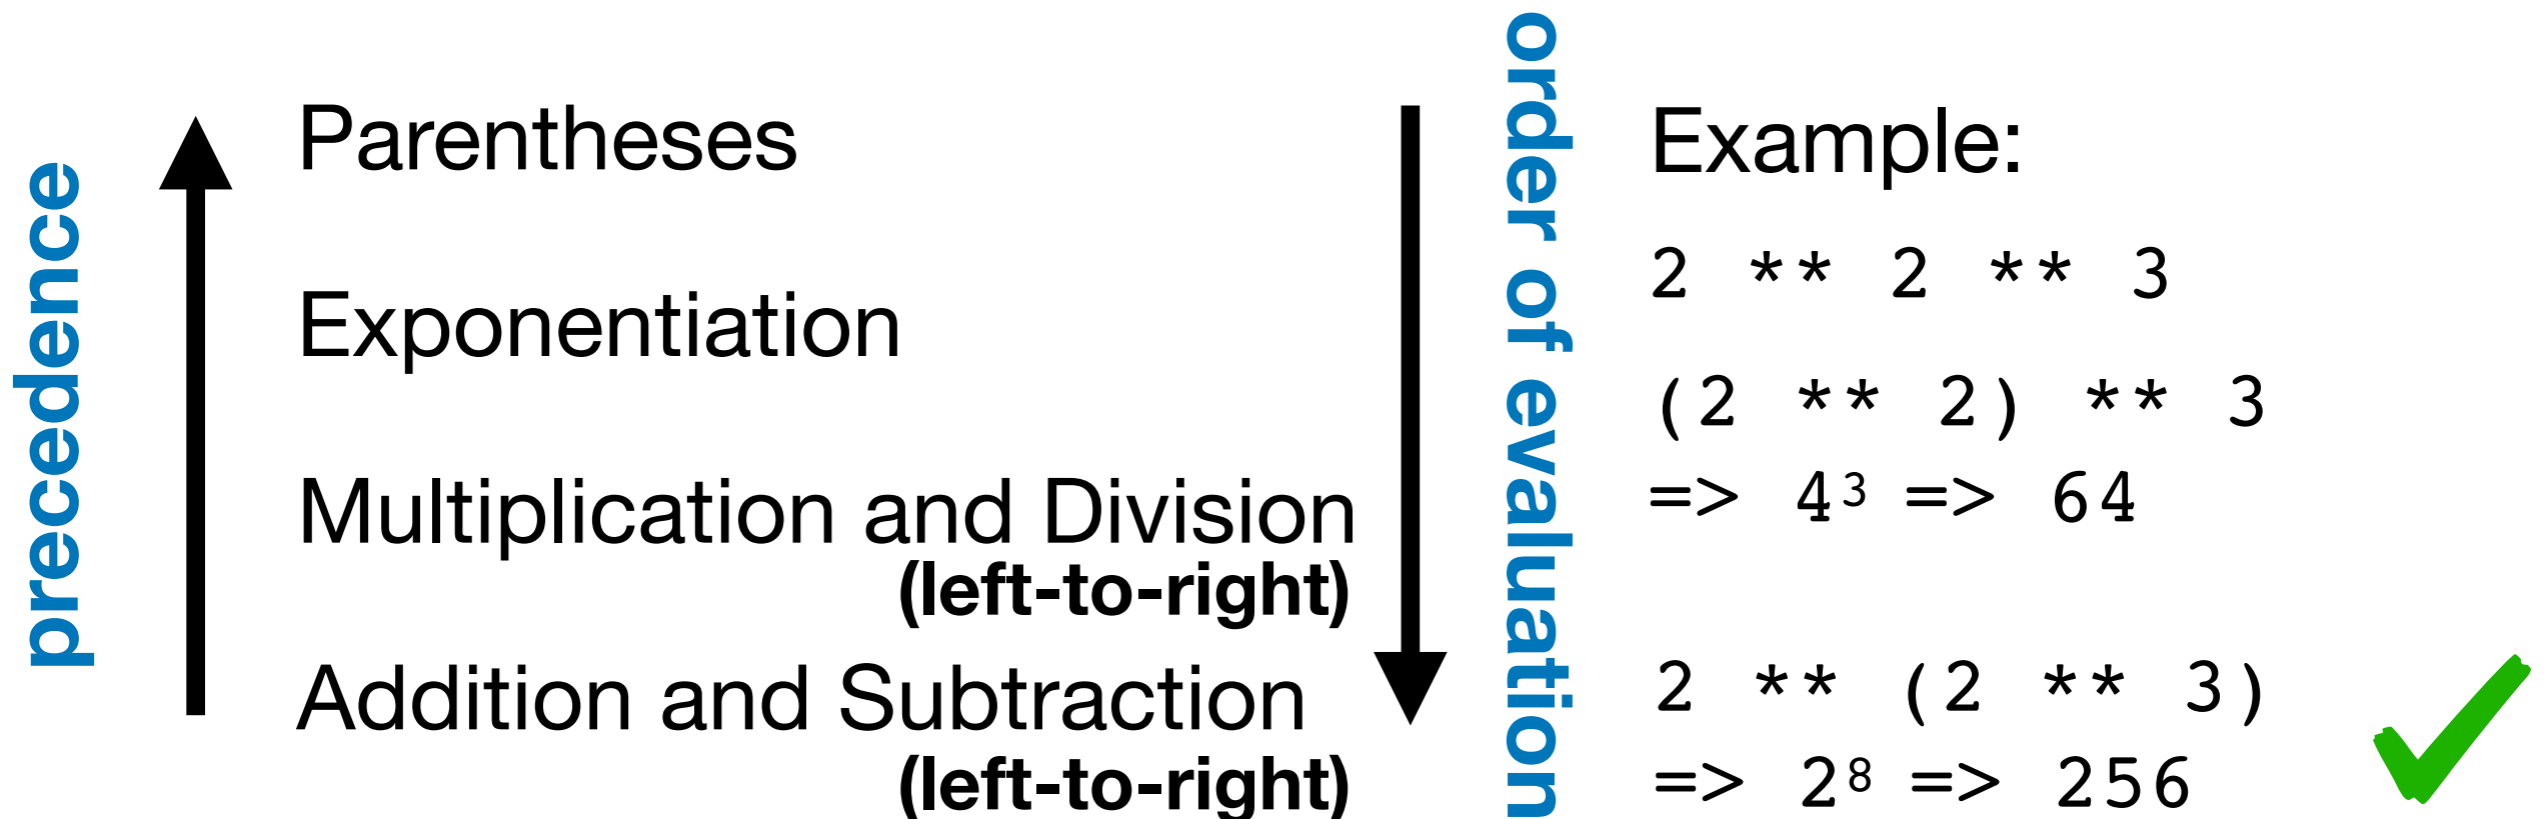 precedence
Parentheses
Exponentiation
Multiplication and Division
(left-to-right)
Addition and Subtraction
(left-to-right)
order of evaluation
Example:
2 ** 2 ** 3
(2 ** 2) ** 3
=> 4³ => 64
2 ** (2 ** 3)
=> 2⁸ => 256